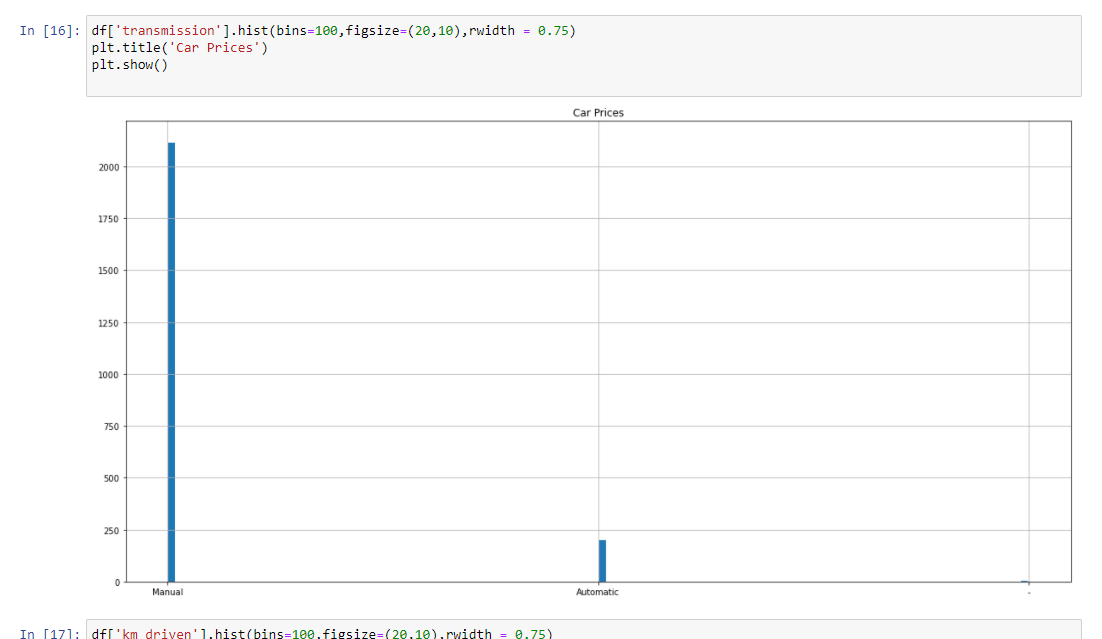 In [16]: df['transmission'].hist(bins=100,figsize=(20,10),rwidth = 0.75)
plt.title('Car Prices')
plt.show()
Car Prices
2000
1750
1500
1250
1000
750
500
250
0
Manual Automatic -
In [17]: df['km_driven'].hist(bins=100,figsize=(20,10),rwidth = 0.75)